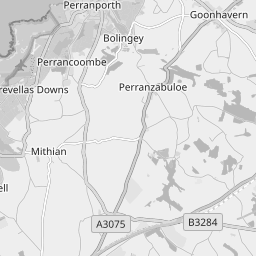 Perranporth
Goonhavern
Bolingey
Perrancoombe
Perranzabuloe
revellas Downs
Mithian
ell
A3075
B3284